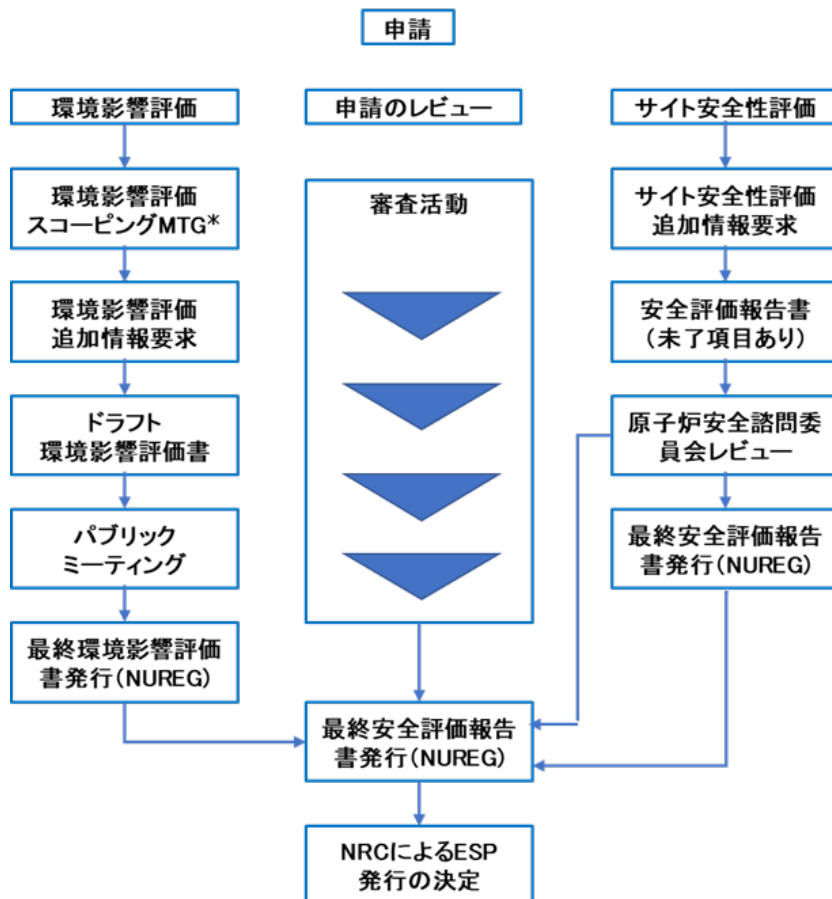 申請
環境影響評価
申請のレビュー
サイト安全性評価
環境影響評価
スコーピングMTG*
審査活動
サイト安全性評価
追加情報要求
環境影響評価
追加情報要求
安全評価報告書
(未了項目あり)
ドラフト
環境影響評価書
原子炉安全諮問委
員会レビュー
パブリック
ミーティング
最終安全評価報告
書発行(NUREG)
最終環境影響評価
書発行(NUREG)
最終安全評価報告
書発行(NUREG)
NRCによるESP
発行の決定